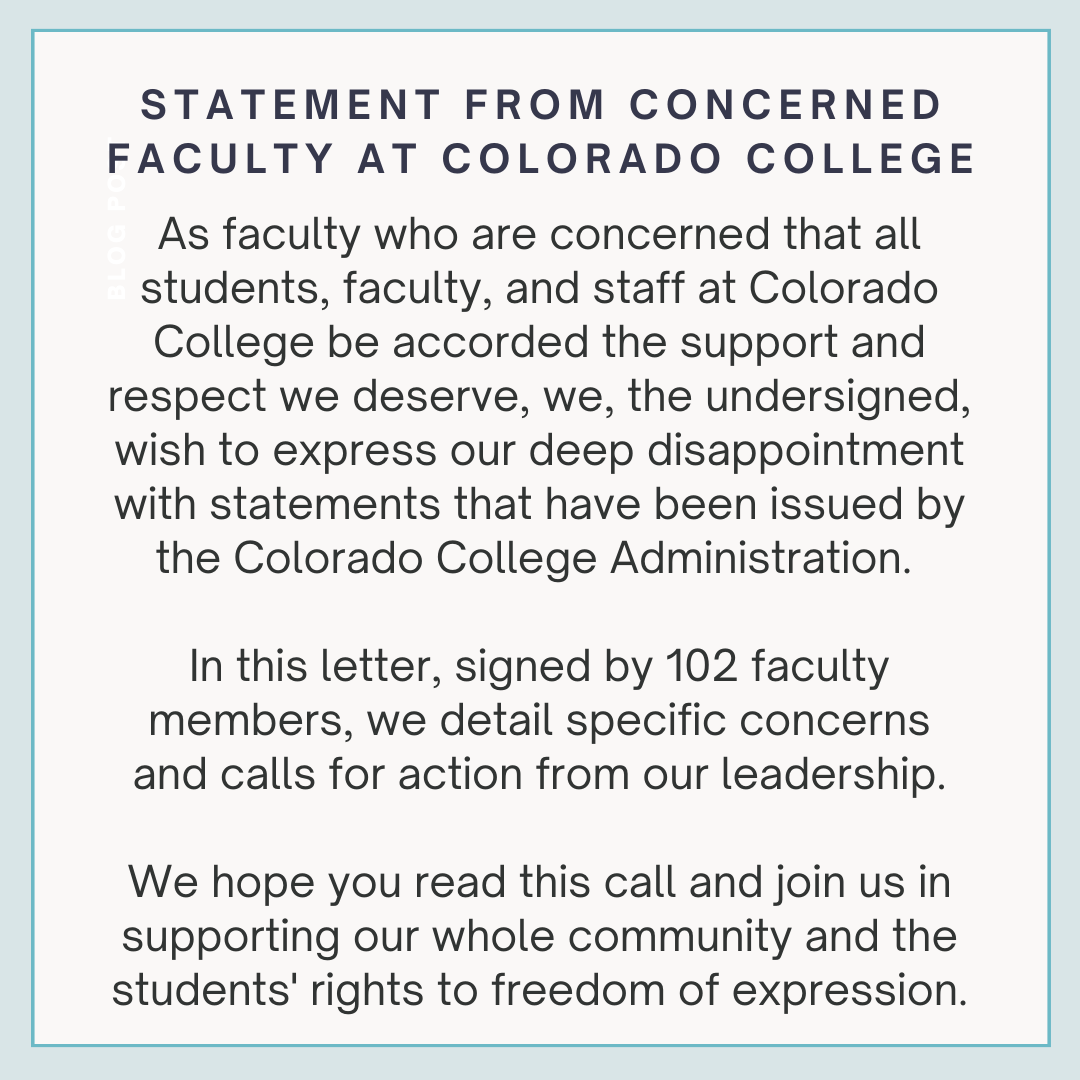 STATEMENT FROM CONCERNED
FACULTY AT COLORADO COLLEGE
BLOG
As faculty who are concerned that all
students, faculty, and staff at Colorado
College be accorded the support and
respect we deserve, we, the undersigned,
wish to express our deep disappointment
with statements that have been issued by
the Colorado College Administration.
In this letter, signed by 102 faculty
members, we detail specific concerns
and calls for action from our leadership.
We hope you read this call and join us in
supporting our whole community and the
students' rights to freedom of expression.